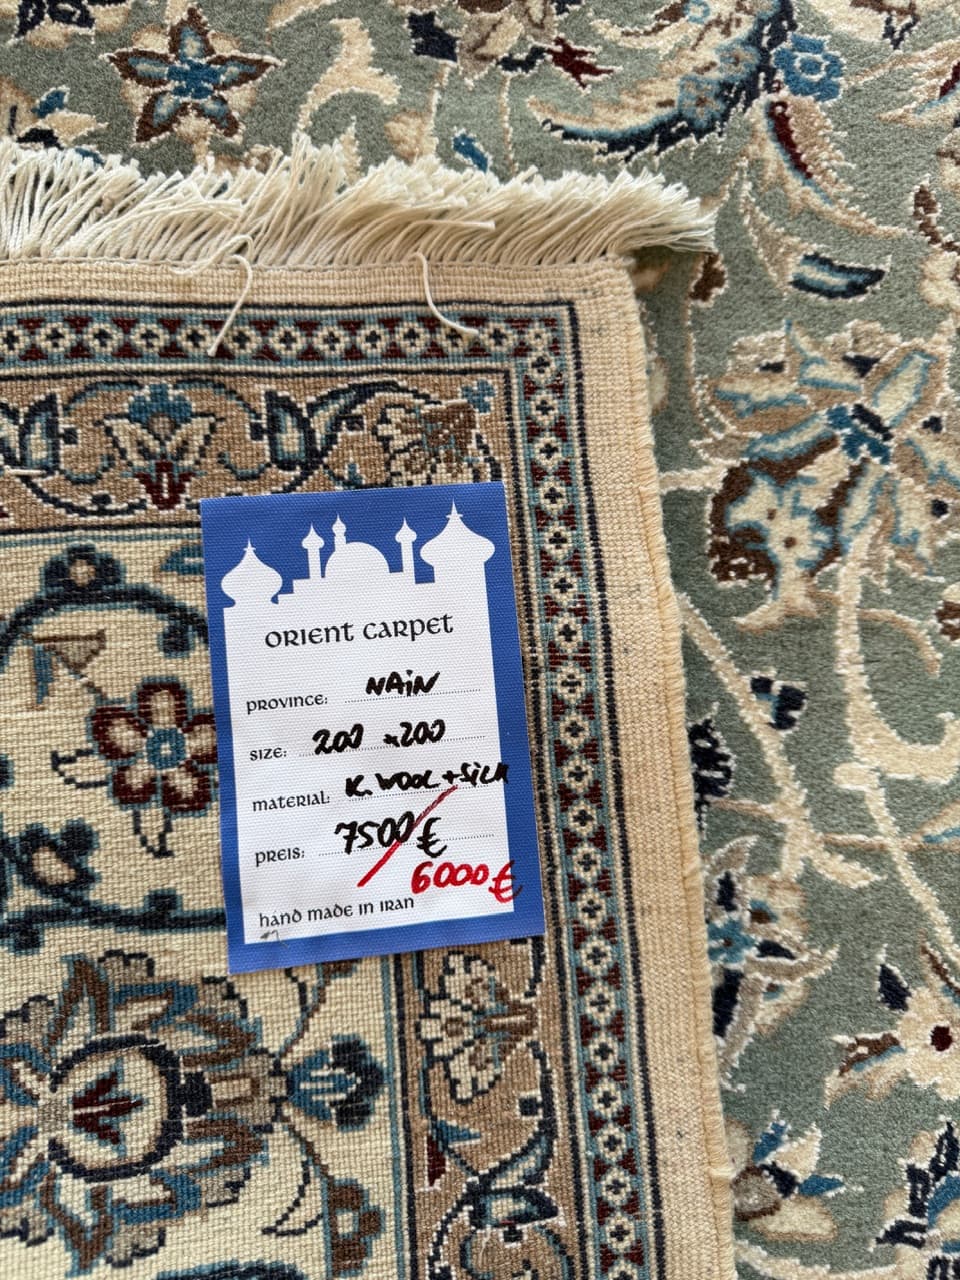 ORIENT CARPET
PROVINCE: NAIN
SIZE: 200 x200
MATERIAL: K. WOOL + SILK
PREIS: 7500 €
6000 €
HAND MADE IN IRAN